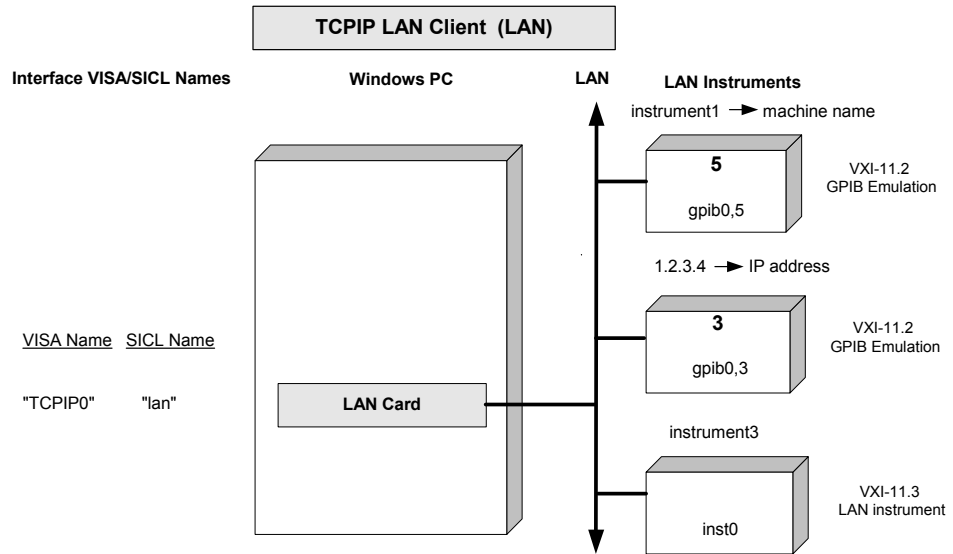 TCPIP LAN Client (LAN)
Interface VISA/SICL Names
Windows PC
LAN
LAN Instruments
instrument1 machine name
5
gpib0,5
VXI-11.2
GPIB Emulation
1.2.3.4 IP address
3
gpib0,3
VXI-11.2
GPIB Emulation
VISA Name SICL Name
"TCPIP0" "lan"
LAN Card
instrument3
inst0
VXI-11.3
LAN instrument